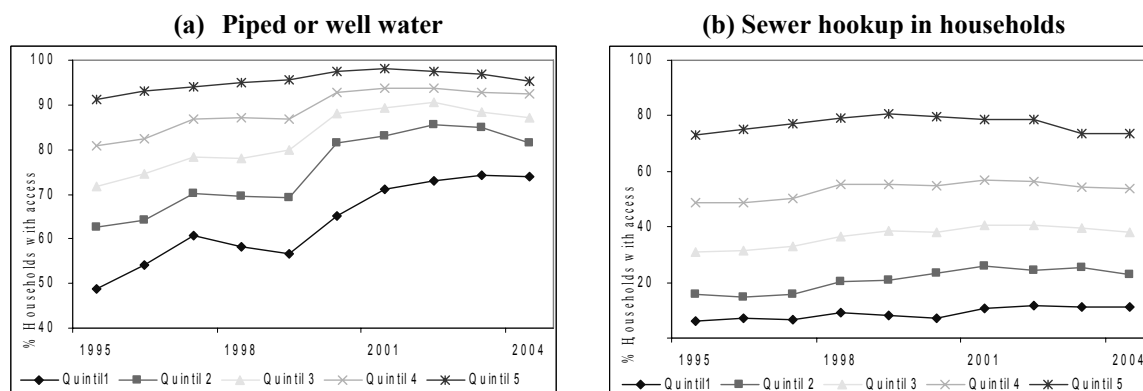 (a) Piped or well water
(b) Sewer hookup in households
% Households with access
100
90
80
70
60
50
40
1995 1998 2001 2004
Quintil1 Quintil 2 Quintil 3 Quintil 4 Quintil 5
% Households with access
100
80
60
40
20
1995 1998 2001 2004
Quintil1 Quintil 2 Quintil 3 Quintil 4 Quintil 5